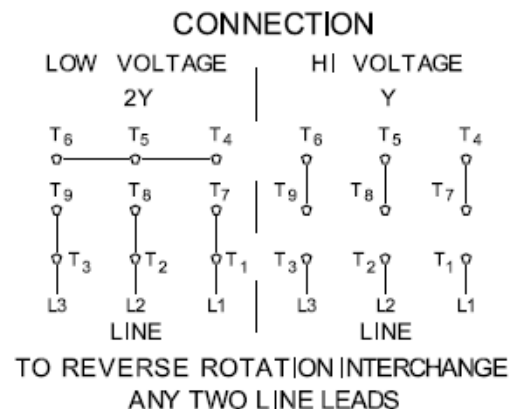 CONNECTION
LOW VOLTAGE HI VOLTAGE
2Y Y
T6 T5 T4 T6 T5 T4
T9 T8 T7 T9 T8 T7
T3 T2 T1 T3 T2 T1
L3 L2 L1 L3 L2 L1
LINE LINE
TO REVERSE ROTATION INTERCHANGE
ANY TWO LINE LEADS